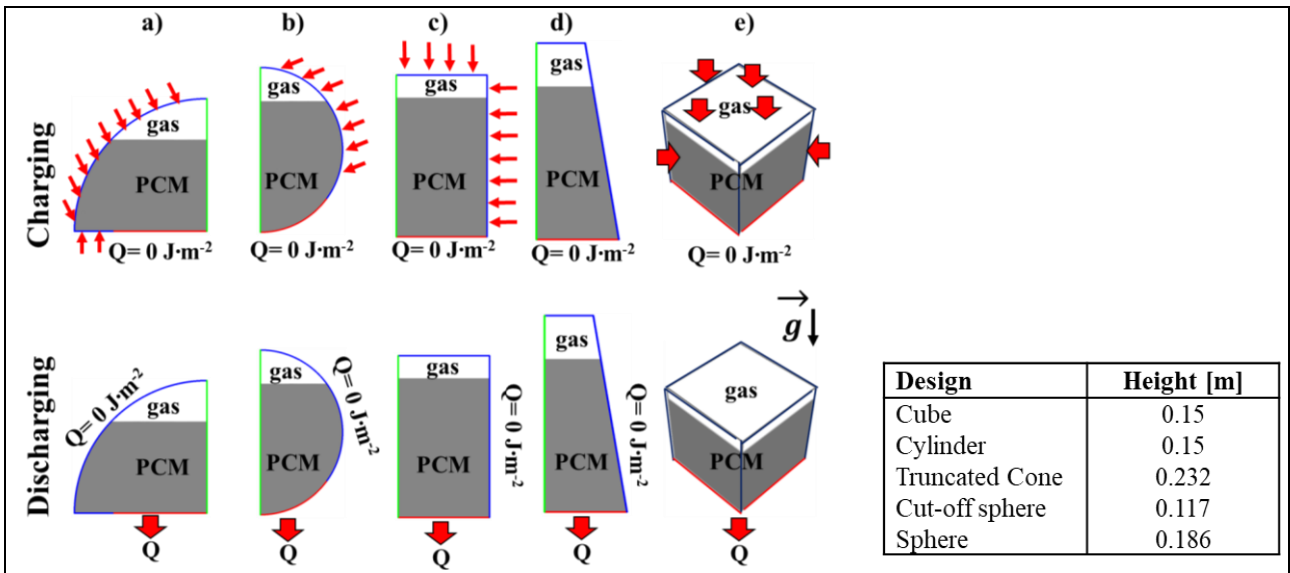 a) b) c) d) e)
Charging
gas gas gas gas gas
PCM PCM PCM PCM PCM
Q= 0 J·m⁻² Q= 0 J·m⁻² Q= 0 J·m⁻² Q= 0 J·m⁻²
g
Discharging
Q= 0 J·m⁻² Q= 0 J·m⁻² Q= 0 J·m⁻² Q= 0 J·m⁻²
gas gas gas gas gas
PCM PCM PCM PCM PCM
Q Q Q Q Q
Design Height [m]
Cube 0.15
Cylinder 0.15
Truncated Cone 0.232
Cut-off sphere 0.117
Sphere 0.186